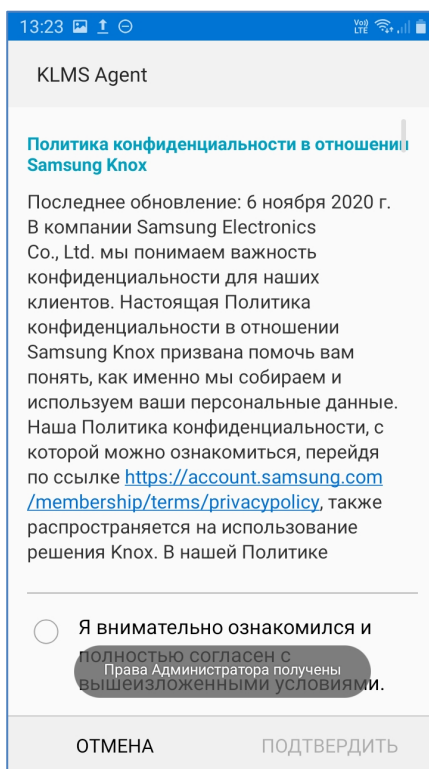 13:23
Vo)) LTE
KLMS Agent
Политика конфиденциальности в отношении
Samsung Knox
Последнее обновление: 6 ноября 2020 г.
В компании Samsung Electronics
Co., Ltd. мы понимаем важность
конфиденциальности для наших
клиентов. Настоящая Политика
конфиденциальности в отношении
Samsung Knox призвана помочь вам
понять, как именно мы собираем и
используем ваши персональные данные.
Наша Политика конфиденциальности, с
которой можно ознакомиться, перейдя
по ссылке https://account.samsung.com
/membership/terms/privacypolicy, также
распространяется на использование
решения Knox. В нашей Политике
Я внимательно ознакомился и
полностью согласен с
Права Администратора получены
вышеизложенными условиями.
ОТМЕНА ПОДТВЕРДИТЬ